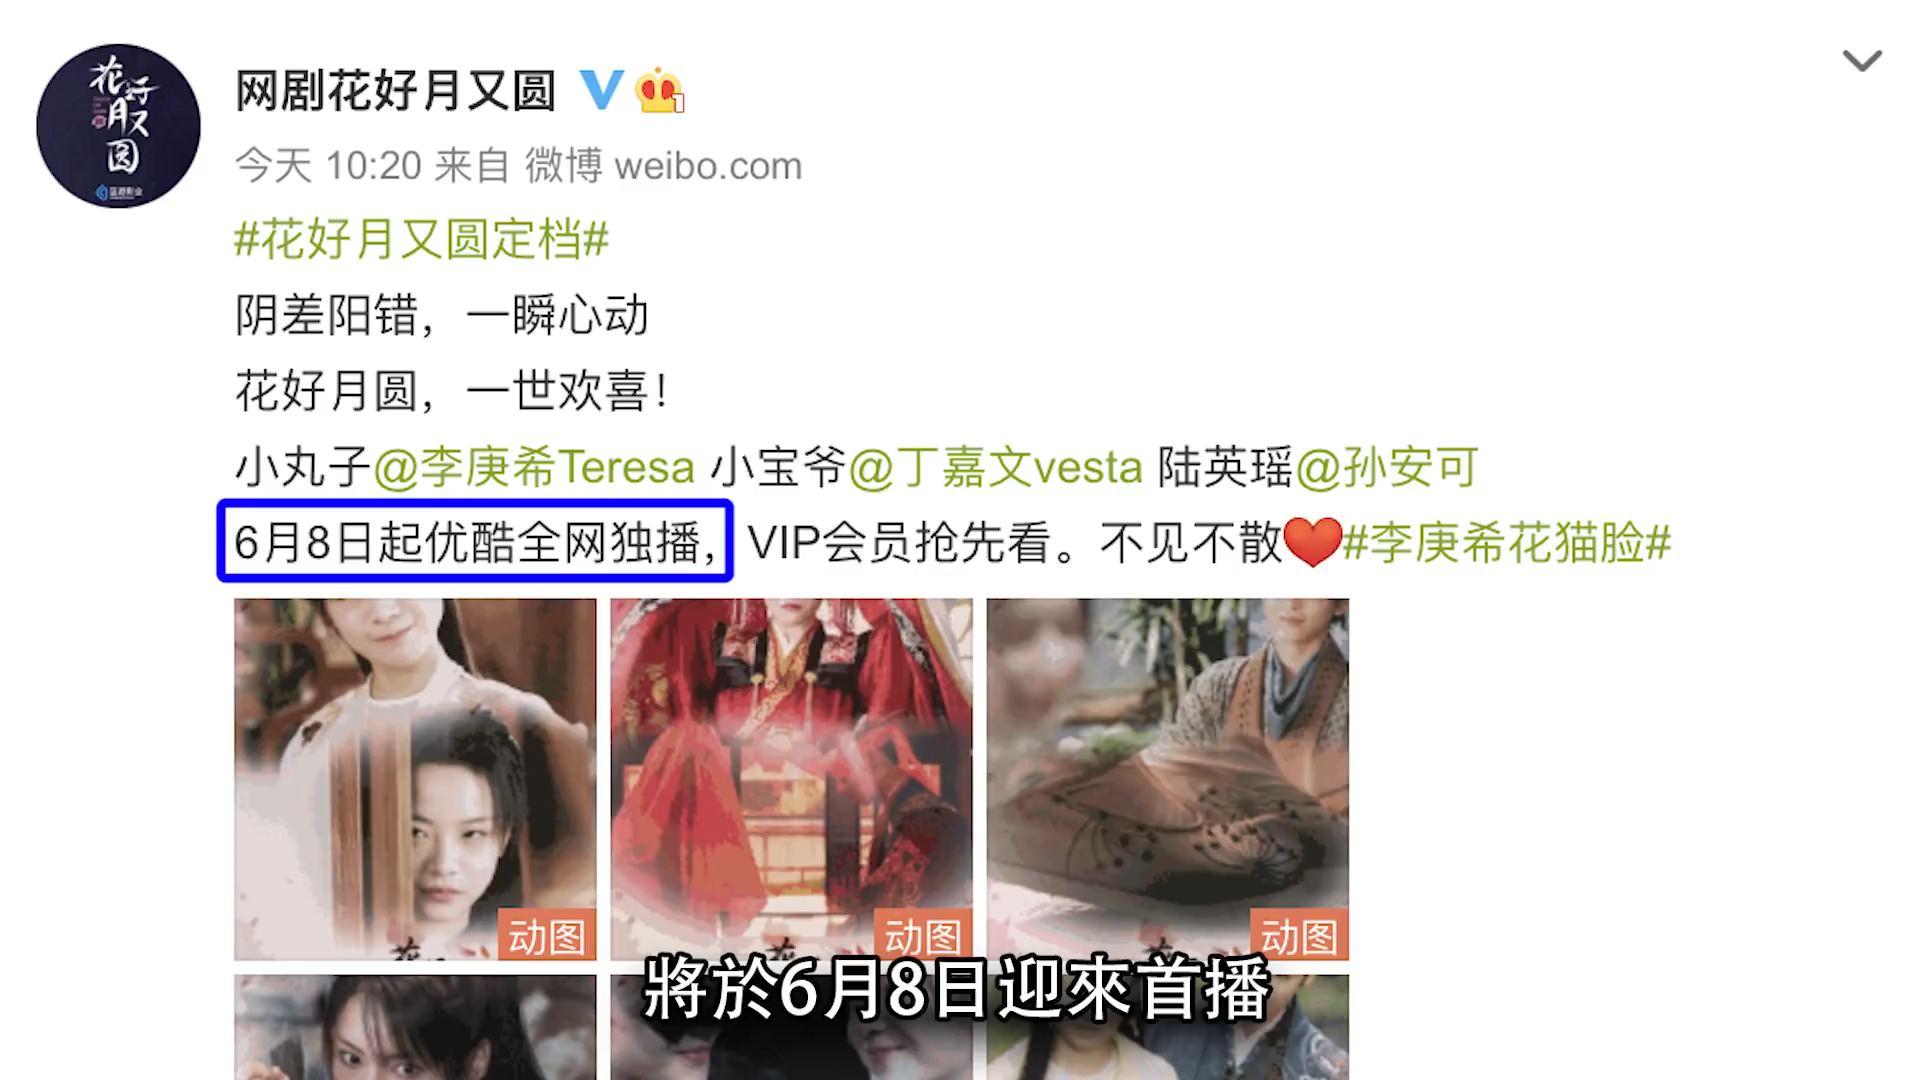 花好月又圆
网剧花好月又圆
今天 10:20 来自 微博 weibo.com
#花好月又圆定档#
阴差阳错，一瞬心动
花好月圆，一世欢喜！
小丸子@李庚希Teresa 小宝爷@丁嘉文vesta 陆英瑶@孙安可
6月8日起优酷全网独播，VIP会员抢先看。不见不散❤️#李庚希花猫脸#
动图
动图
动图
將於6月8日迎來首播